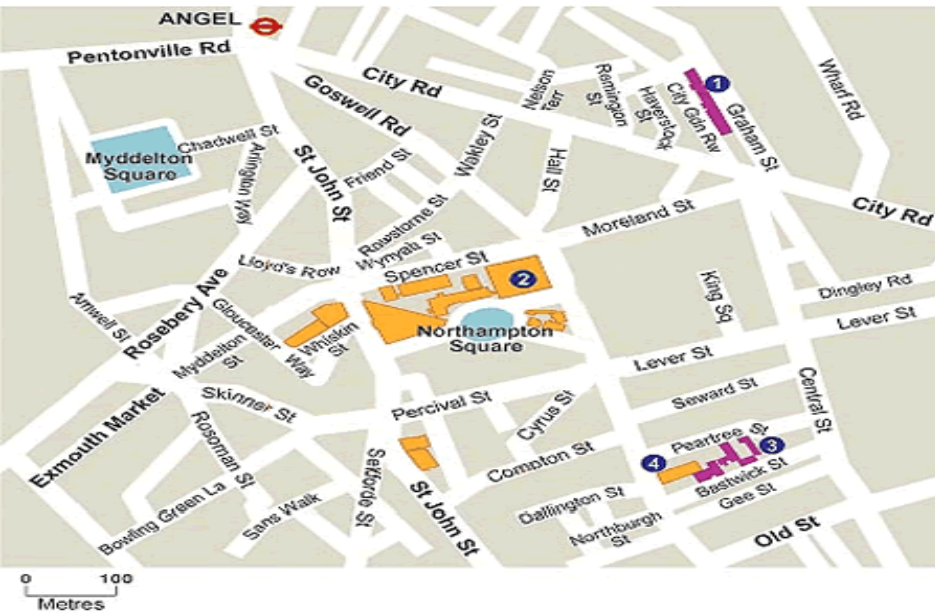 ANGEL
Pentonville Rd
City Rd
Goswell Rd
Nelson
Terr
Remington
St
Haverstock
St
City Gdn Rw
1
Graham St
Wharf Rd
Myddelton
Square
Chadwell St
Arlington Way
St John St
Friend St
Wakley St
Hall St
Moreland St
City Rd
Rawstorne St
Wynyatt St
Lloyd's Row
Spencer St
2
Northampton
Square
King Sq
Dingley Rd
Lever St
Amwell St
Rosebery Ave
Gloucester
Way
Whiskin
St
Myddelton
St
Lever St
Skinner St
Percival St
Cyrus St
Seward St
Central St
Exmouth Market
Rosoman St
Sekforde St
Compton St
Peartree St
3
4
Bastwick St
Gee St
Dallington St
Northburgh
St
Old St
Bowling Green La
Sans Walk
St John St
0 100
Metres